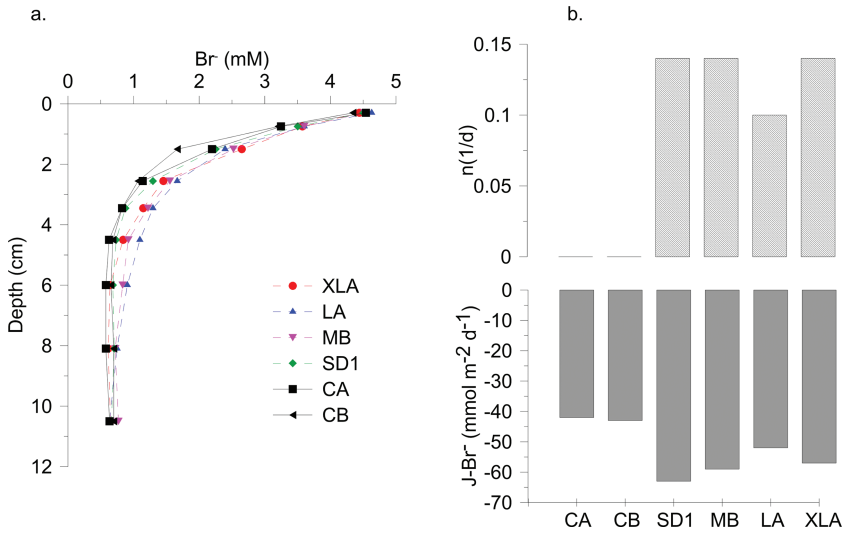 a.
Br- (mM)
0 1 2 3 4 5
0
2
4
6
8
10
12
Depth (cm)
XLA
LA
MB
SD1
CA
CB
b.
0.15
0.1
0.05
0
n(1/d)
0
-10
-20
-30
-40
-50
-60
-70
J-Br⁻ (mmol m⁻² d⁻¹)
CA CB SD1 MB LA XLA